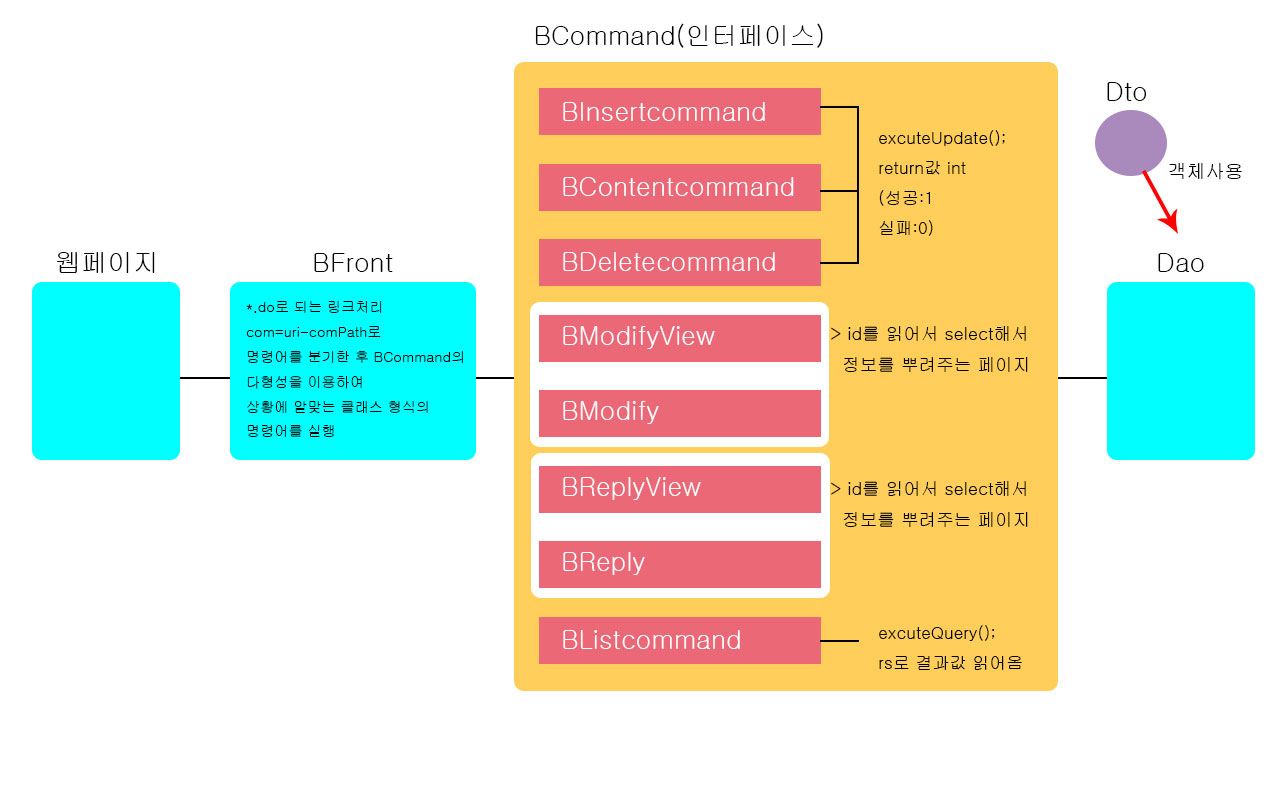 BCommand(인터페이스)
BInsertcommand
BContentcommand
BDeletecommand
excuteUpdate();
return값 int
(성공:1
실패:0)
Dto
객체사용
웹페이지
BFront
*.do로 되는 링크처리
com=uri-comPath로
명령어를 분기한 후 BCommand의
다형성을 이용하여
상황에 알맞는 클래스 형식의
명령어를 실행
BModifyView
> id를 읽어서 select해서
정보를 뿌려주는 페이지
BModify
BReplyView
> id를 읽어서 select해서
정보를 뿌려주는 페이지
BReply
BListcommand
excuteQuery();
rs로 결과값 읽어옴
Dao